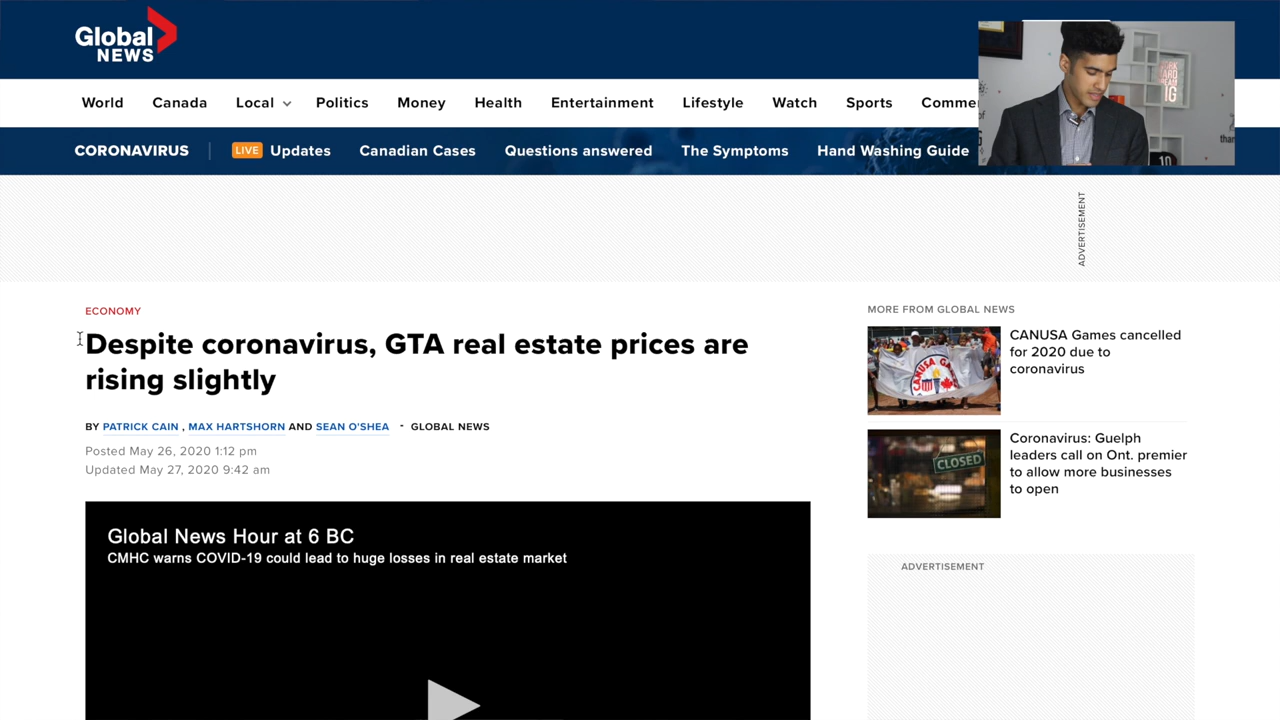 Global
NEWS
World Canada Local Politics Money Health Entertainment Lifestyle Watch Sports
CORONAVIRUS LIVE Updates Canadian Cases Questions answered The Symptoms Hand Washing Guide
IG
10
ADVERTISEMENT
ECONOMY
Despite coronavirus, GTA real estate prices are
rising slightly
BY PATRICK CAIN , MAX HARTSHORN AND SEAN O'SHEA - GLOBAL NEWS
Posted May 26, 2020 1:12 pm
Updated May 27, 2020 9:42 am
Global News Hour at 6 BC
CMHC warns COVID-19 could lead to huge losses in real estate market
MORE FROM GLOBAL NEWS
CANUSA Games cancelled
for 2020 due to
coronavirus
Coronavirus: Guelph
leaders call on Ont. premier
to allow more businesses
to open
CLOSED
ADVERTISEMENT